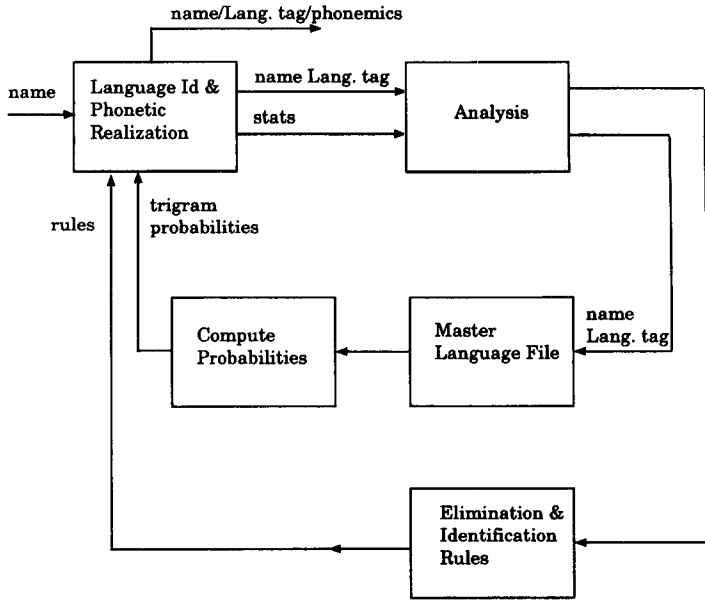 name/Lang. tag/phonemics
name
Language Id &
Phonetic
Realization
name Lang. tag
stats
Analysis
rules
trigram
probabilities
Compute
Probabilities
Master
Language File
name
Lang. tag
Elimination &
Identification
Rules